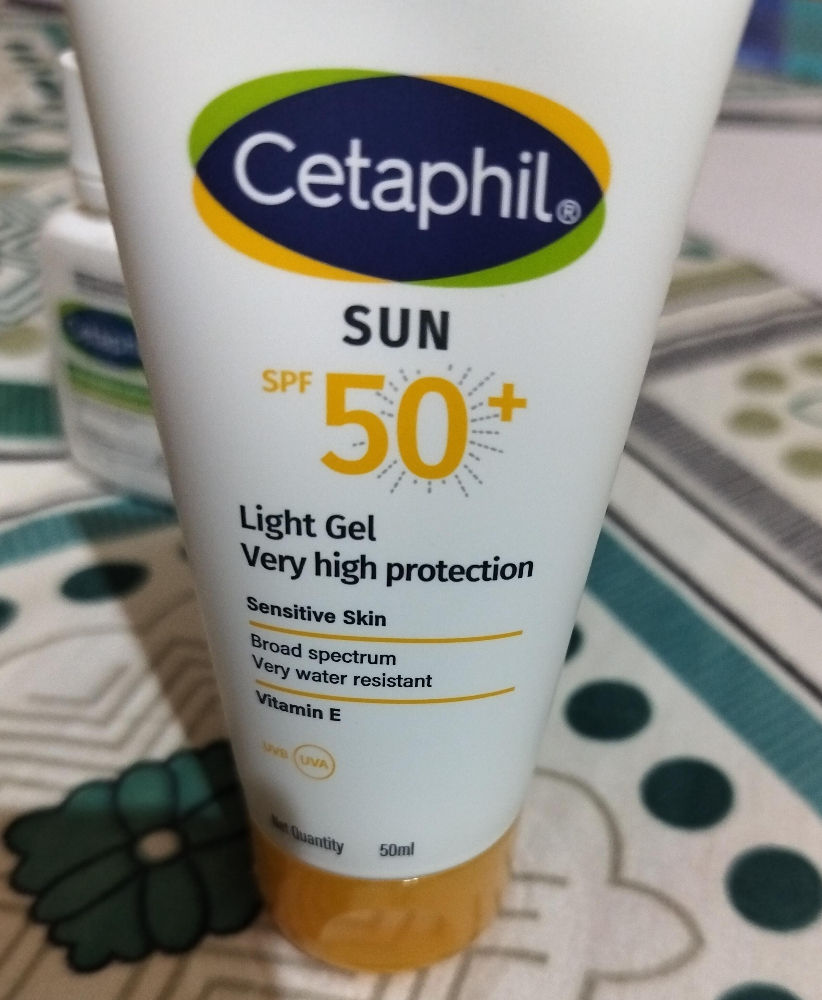 Cetaphil®
SUN
SPF 50+
Light Gel
Very high protection
Sensitive Skin
Broad spectrum
Very water resistant
Vitamin E
UVB UVA
Net Quantity 50ml
Cetaphil